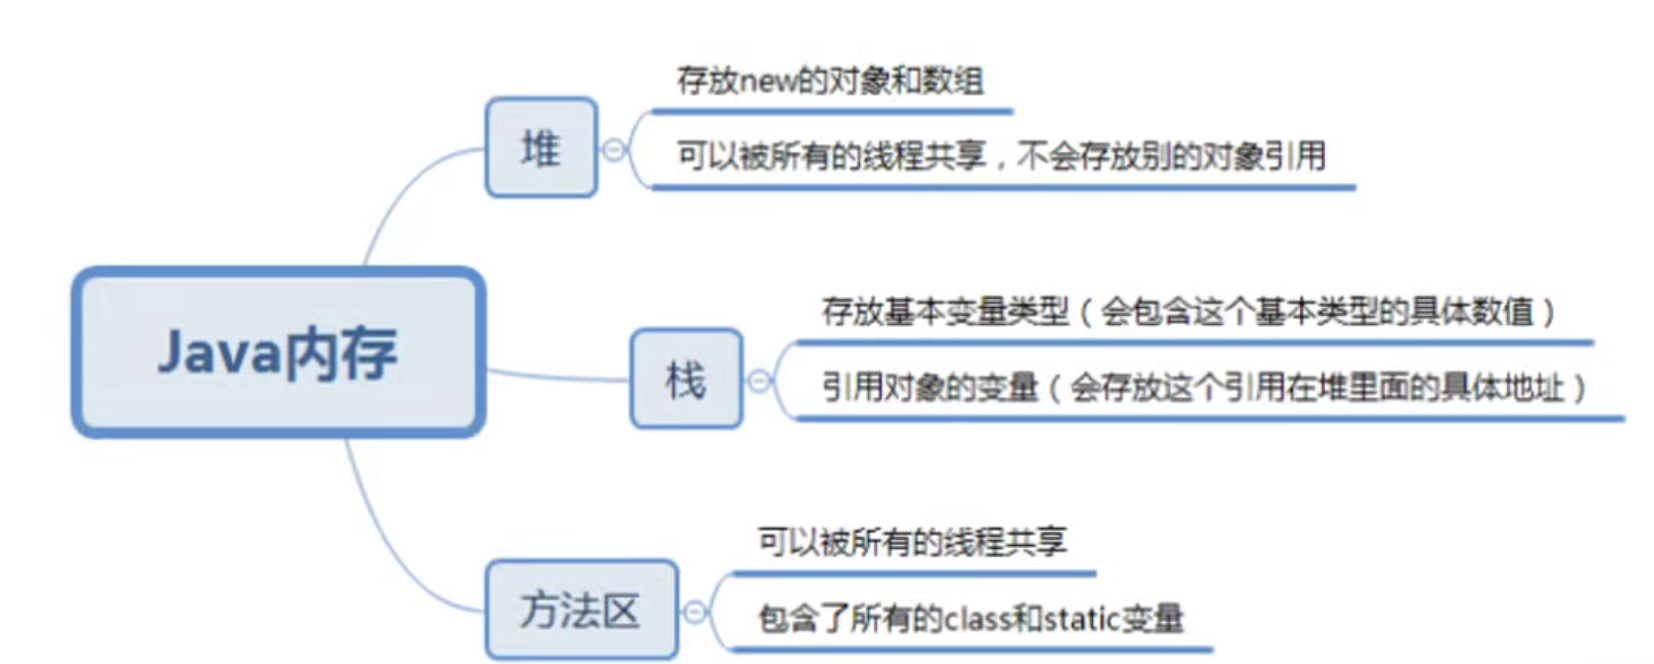 存放new的对象和数组
堆
可以被所有的线程共享，不会存放别的对象引用
存放基本变量类型（会包含这个基本类型的具体数值）
Java内存
栈
引用对象的变量（会存放这个引用在堆里面的具体地址）
可以被所有的线程共享
方法区
包含了所有的class和static变量